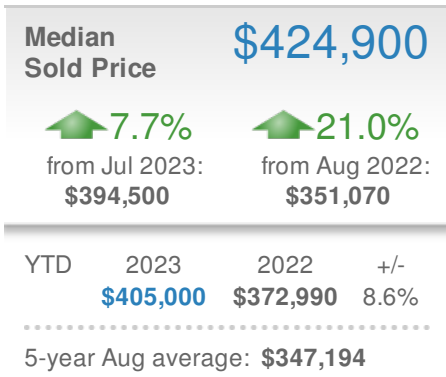 Median $424,900
Sold Price
7.7% 21.0%
from Jul 2023: from Aug 2022:
$394,500 $351,070
YTD 2023 2022 +/-
$405,000 $372,990 8.6%
5-year Aug average: $347,194